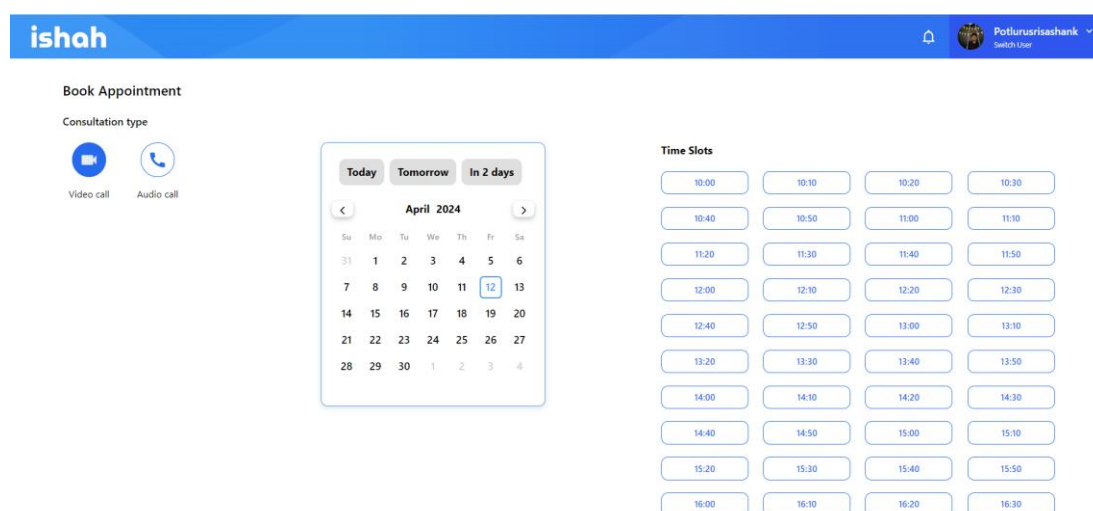 ishah
Potlurusrisashank
Switch User
Book Appointment
Consultation type
Video call Audio call
Today Tomorrow In 2 days
April 2024
Su Mo Tu We Th Fr Sa
31 1 2 3 4 5 6
7 8 9 10 11 12 13
14 15 16 17 18 19 20
21 22 23 24 25 26 27
28 29 30 1 2 3 4
Time Slots
10:00 10:10 10:20 10:30
10:40 10:50 11:00 11:10
11:20 11:30 11:40 11:50
12:00 12:10 12:20 12:30
12:40 12:50 13:00 13:10
13:20 13:30 13:40 13:50
14:00 14:10 14:20 14:30
14:40 14:50 15:00 15:10
15:20 15:30 15:40 15:50
16:00 16:10 16:20 16:30